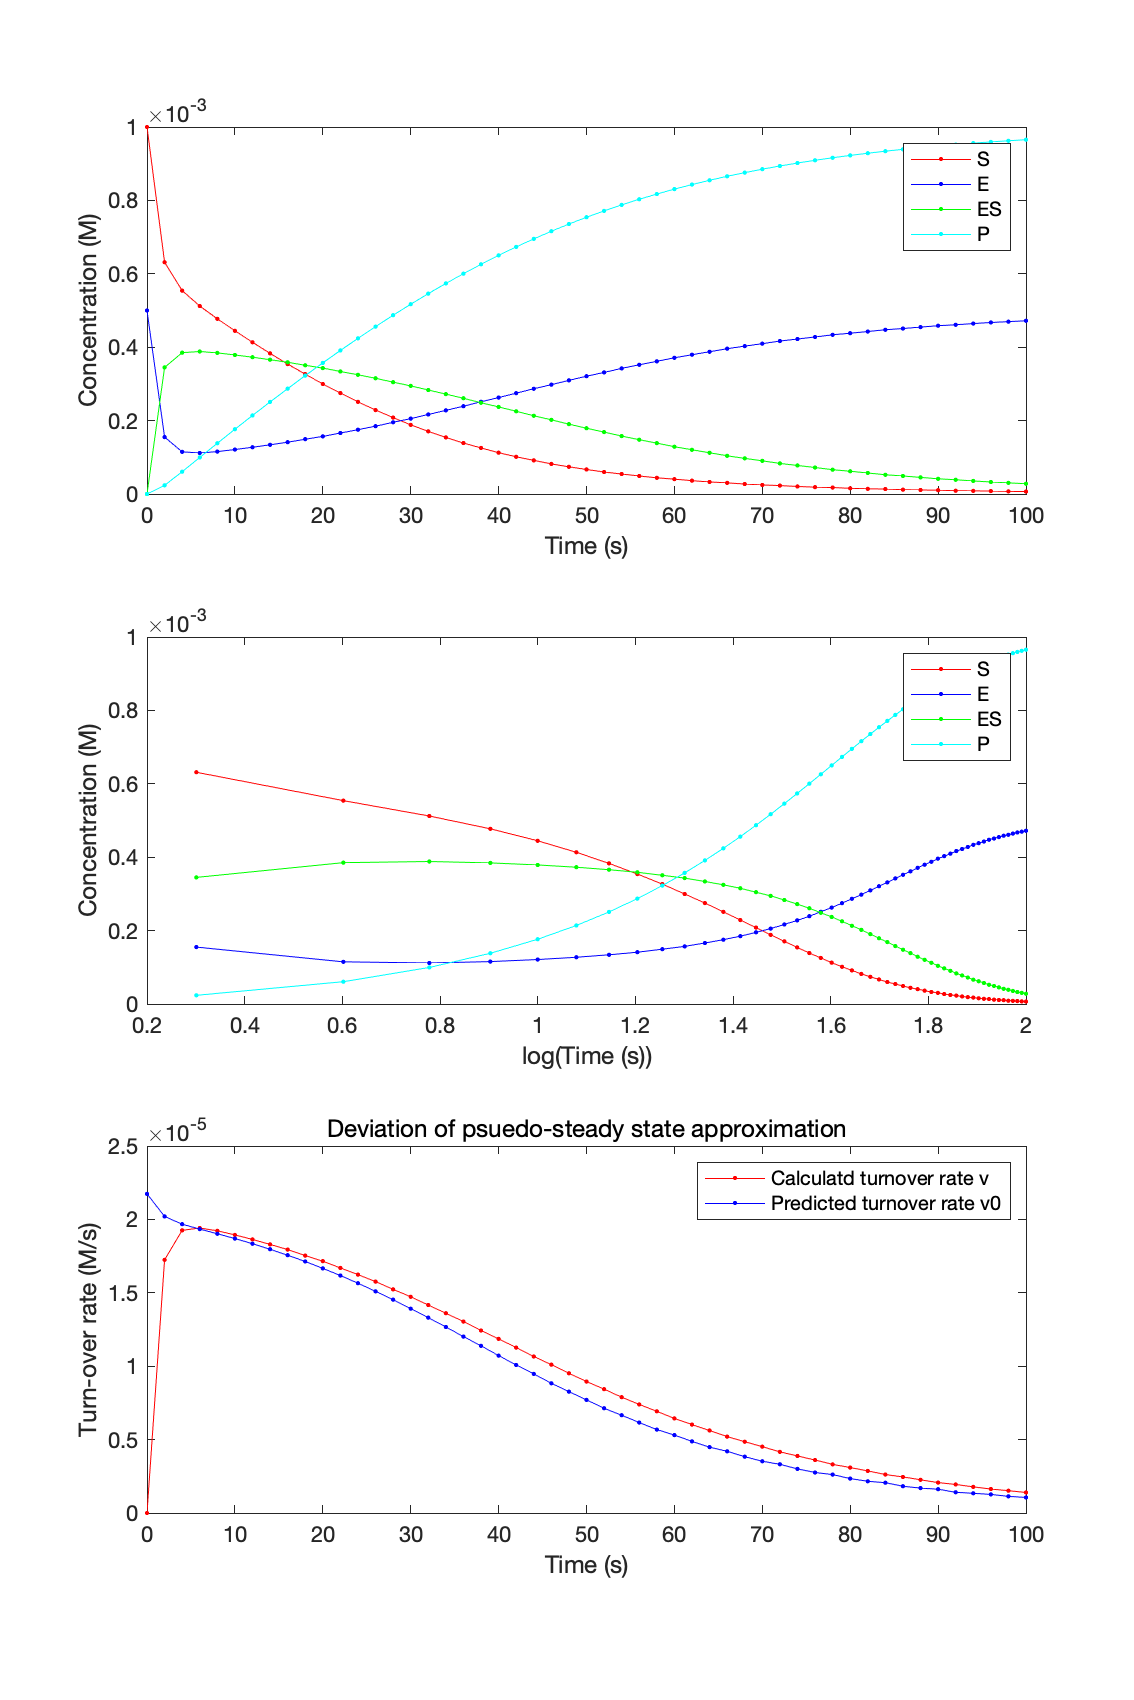 ×10-3
1
0.8
0.6
0.4
0.2
0
Concentration (M)
S
E
ES
P
0 10 20 30 40 50 60 70 80 90 100
Time (s)
×10-3
1
0.8
0.6
0.4
0.2
0
Concentration (M)
S
E
ES
P
0.2 0.4 0.6 0.8 1 1.2 1.4 1.6 1.8 2
log(Time (s))
Deviation of psuedo-steady state approximation
×10-5
2.5
2
1.5
1
0.5
0
Turn-over rate (M/s)
Calculatd turnover rate v
Predicted turnover rate v0
0 10 20 30 40 50 60 70 80 90 100
Time (s)